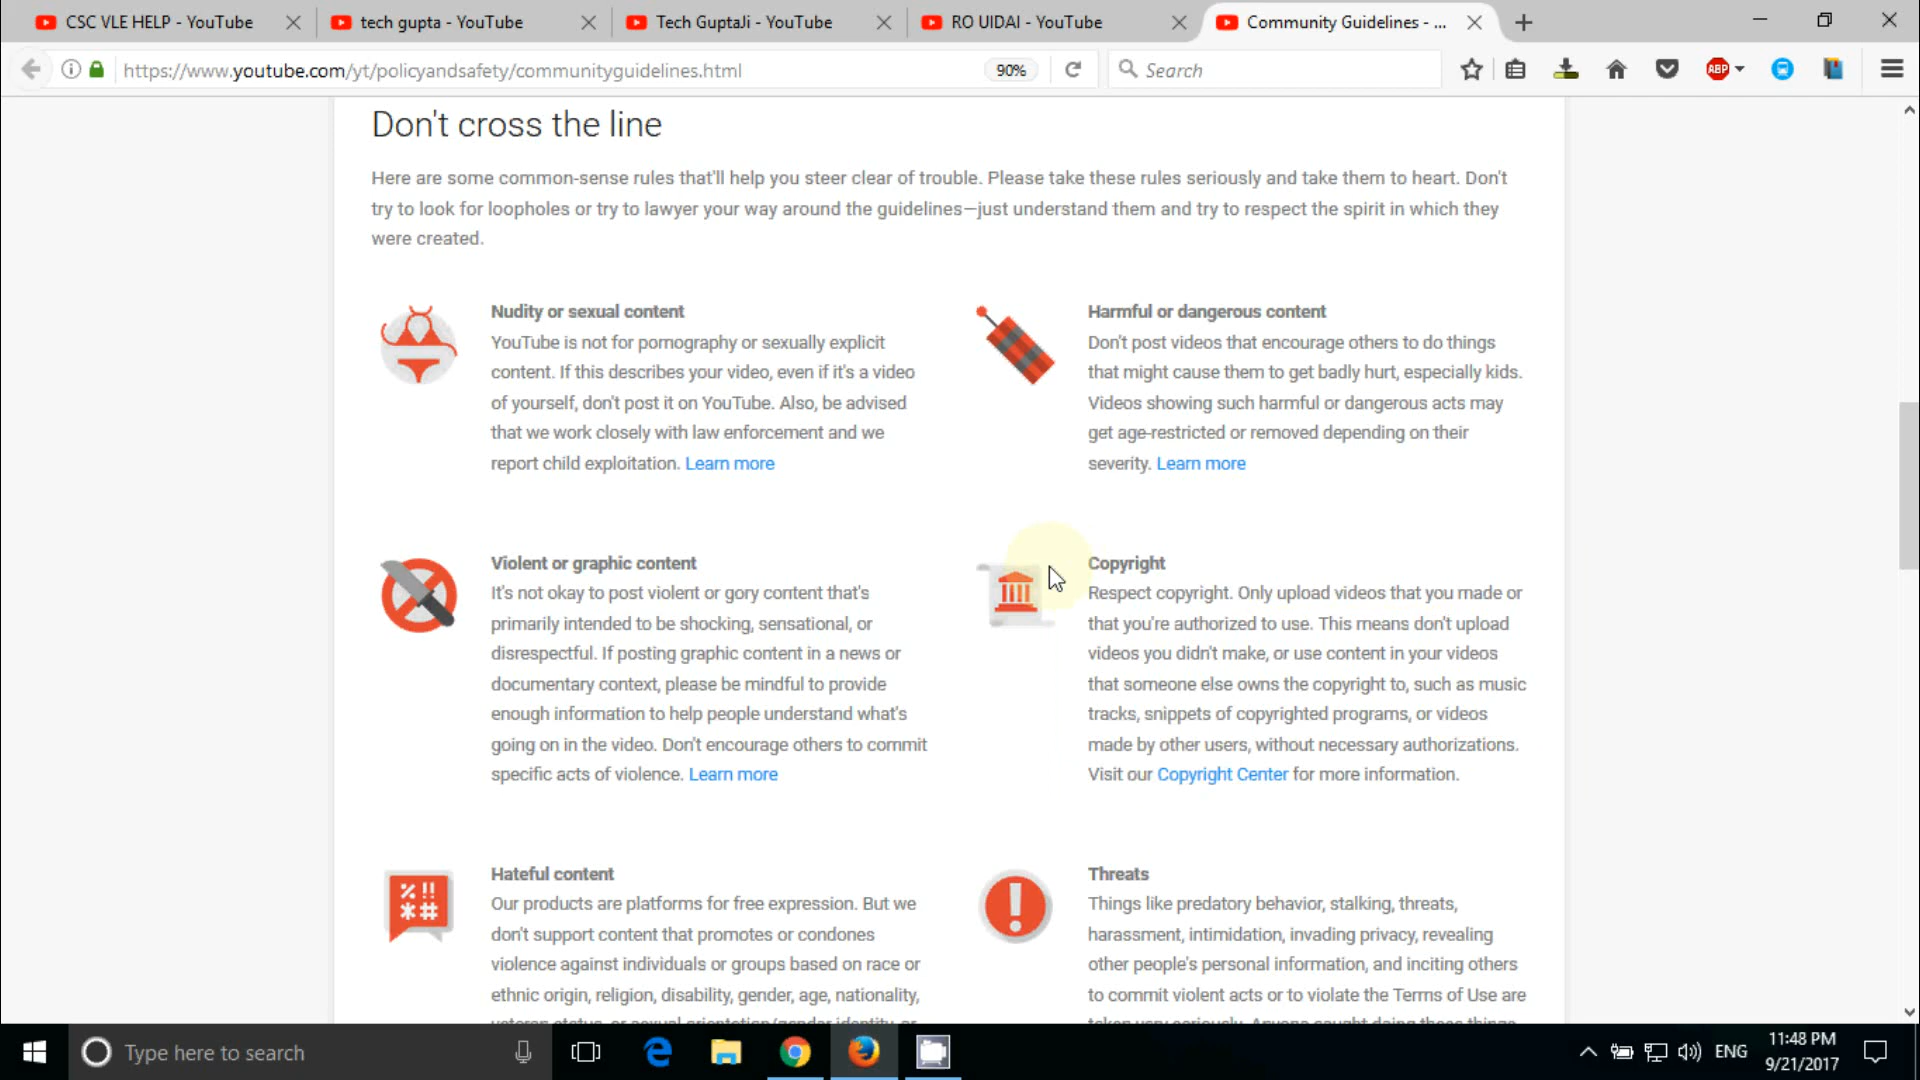 CSC VLE HELP - YouTube
tech gupta - YouTube
Tech GuptaJi - YouTube
RO UIDAI - YouTube
Community Guidelines - ...
https://www.youtube.com/yt/policyandsafety/communityguidelines.html
90%
Search
ABP
Don't cross the line
Here are some common-sense rules that'll help you steer clear of trouble. Please take these rules seriously and take them to heart. Don't
try to look for loopholes or try to lawyer your way around the guidelines—just understand them and try to respect the spirit in which they
were created.
Nudity or sexual content
YouTube is not for pornography or sexually explicit
content. If this describes your video, even if it's a video
of yourself, don't post it on YouTube. Also, be advised
that we work closely with law enforcement and we
report child exploitation. Learn more
Harmful or dangerous content
Don't post videos that encourage others to do things
that might cause them to get badly hurt, especially kids.
Videos showing such harmful or dangerous acts may
get age-restricted or removed depending on their
severity. Learn more
Violent or graphic content
It's not okay to post violent or gory content that's
primarily intended to be shocking, sensational, or
disrespectful. If posting graphic content in a news or
documentary context, please be mindful to provide
enough information to help people understand what's
going on in the video. Don't encourage others to commit
specific acts of violence. Learn more
Copyright
Respect copyright. Only upload videos that you made or
that you're authorized to use. This means don't upload
videos you didn't make, or use content in your videos
that someone else owns the copyright to, such as music
tracks, snippets of copyrighted programs, or videos
made by other users, without necessary authorizations.
Visit our Copyright Center for more information.
%!!
*#
Hateful content
Our products are platforms for free expression. But we
don't support content that promotes or condones
violence against individuals or groups based on race or
ethnic origin, religion, disability, gender, age, nationality,
veteran status, or sexual orientation/gender identity, or
Threats
Things like predatory behavior, stalking, threats,
harassment, intimidation, invading privacy, revealing
other people's personal information, and inciting others
to commit violent acts or to violate the Terms of Use are
taken very seriously. Anyone caught doing these things
Type here to search
ENG
11:48 PM
9/21/2017